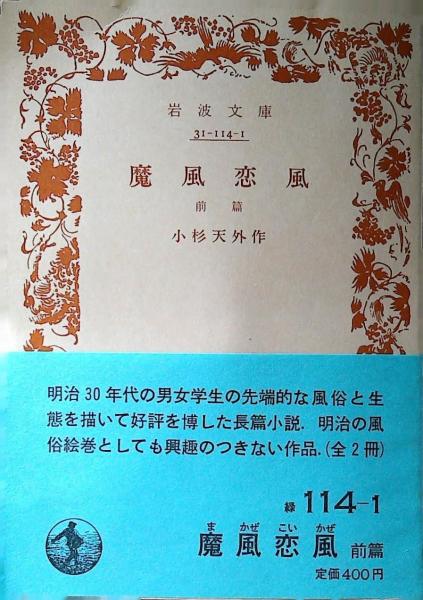 岩波文庫
31-114-1
魔風恋風
前篇
小杉天外作
明治30年代の男女学生の先端的な風俗と生
態を描いて好評を博した長篇小説．明治の風
俗絵巻としても興趣のつきない作品．(全2冊)
緑 114-1
ま かぜ こい かぜ
魔風恋風 前篇
定価400円